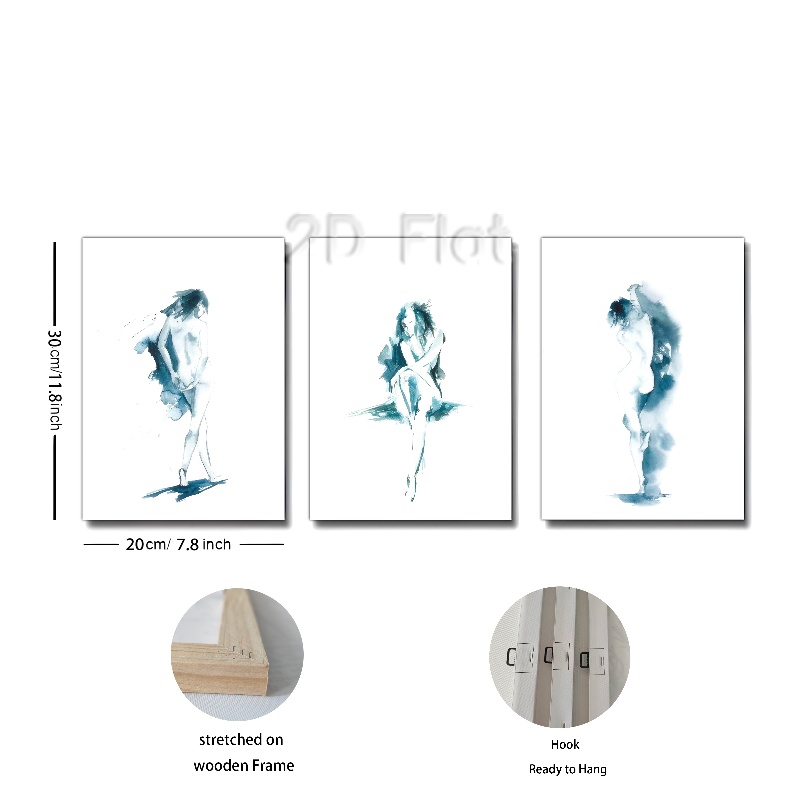 2D Flat
30cm/11.8inch
20cm/ 7.8 inch
stretched on
wooden Frame
Hook
Ready to Hang